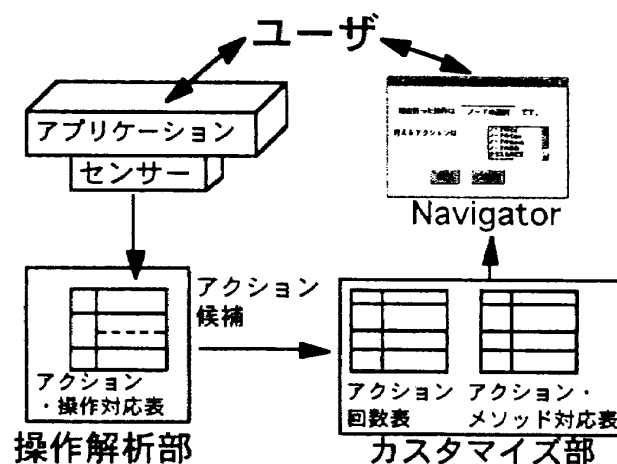 ユーザ
アプリケーション
センサー
です。
Navigator
アクション
候補
アクション
・操作対応表
アクション
回数表
アクション・
メソッド対応表
操作解析部
カスタマイズ部